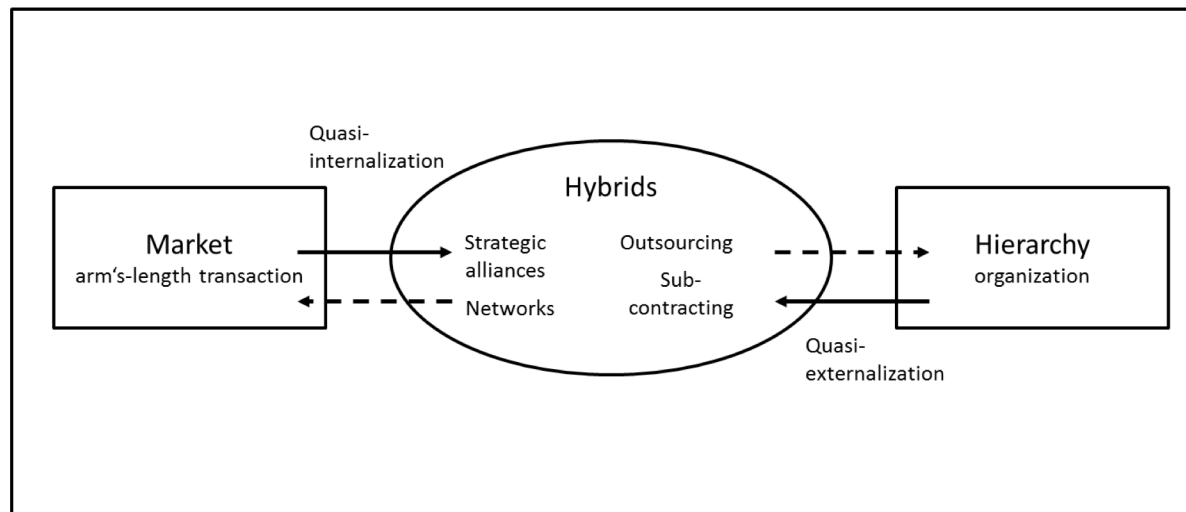 Quasi-
internalization
Hybrids
Market
arm‘s-length transaction
Strategic
alliances
Networks
Outsourcing
Sub-
contracting
Hierarchy
organization
Quasi-
externalization